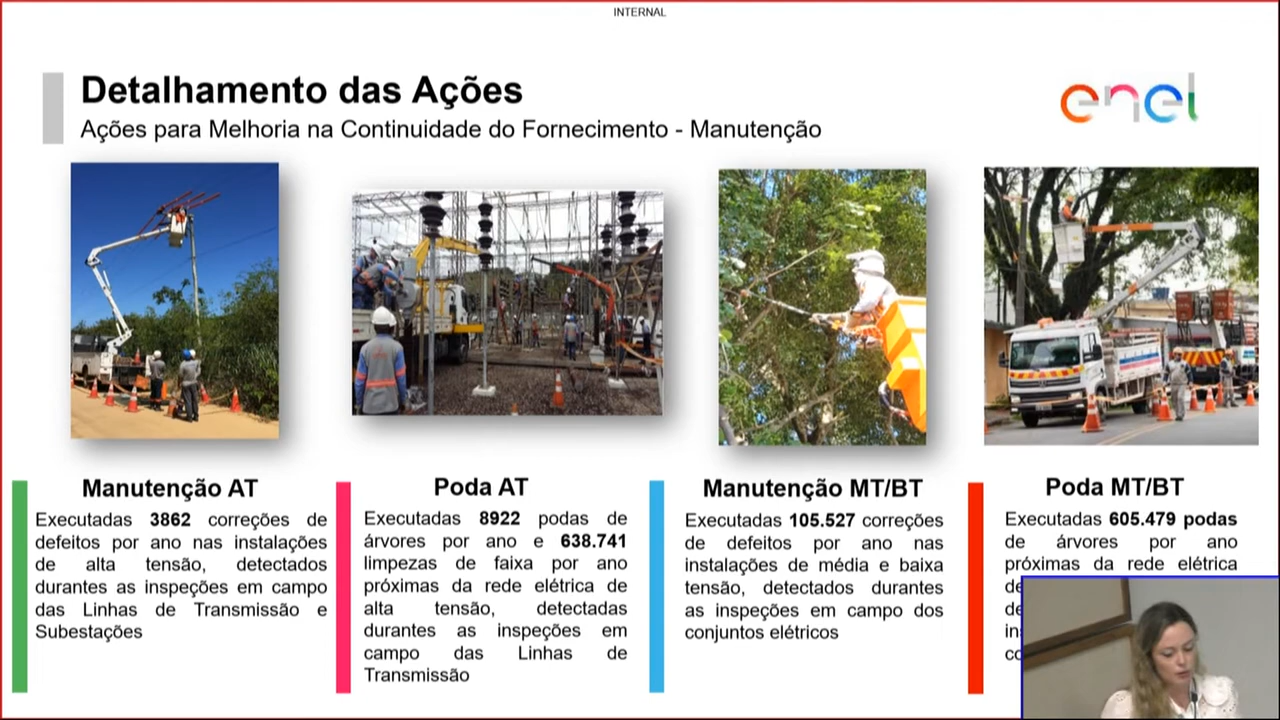 INTERNAL
Detalhamento das Ações
Ações para Melhoria na Continuidade do Fornecimento - Manutenção
enel
Manutenção AT
Executadas 3862 correções de
defeitos por ano nas instalações
de alta tensão, detectados
durantes as inspeções em campo
das Linhas de Transmissão e
Subestações
Poda AT
Executadas 8922 podas de
árvores por ano e 638.741
limpezas de faixa por ano
próximas da rede elétrica de
alta tensão, detectadas
durantes as inspeções em
campo das Linhas de
Transmissão
Manutenção MT/BT
Executadas 105.527 correções
de defeitos por ano nas
instalações de média e baixa
tensão, detectados durantes
as inspeções em campo dos
conjuntos elétricos
Poda MT/BT
Executadas 605.479 podas
de árvores por ano
próximas da rede elétrica